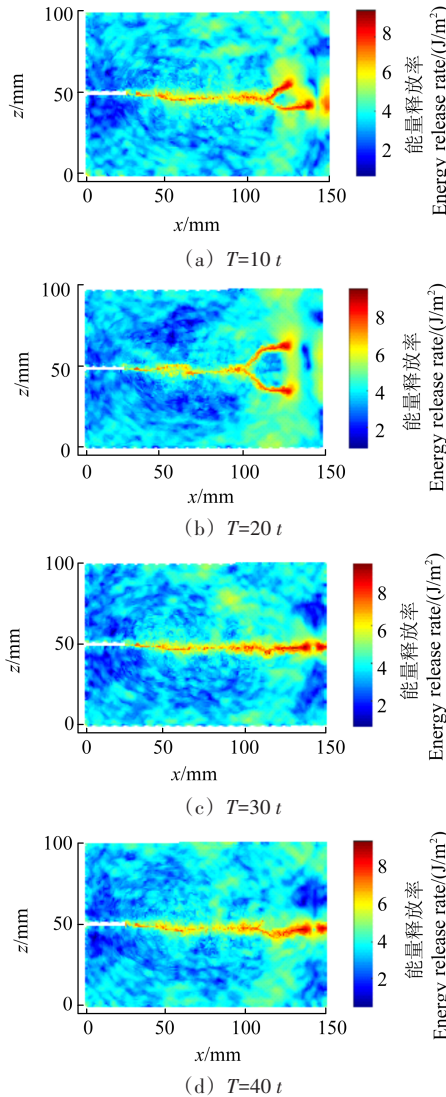 100
50
0
z/mm
0
50
100
150
x/mm
8
6
4
2
能量释放率
Energy release rate/(J/m²)
（a） T=10 t
100
50
0
z/mm
0
50
100
150
x/mm
8
6
4
2
能量释放率
Energy release rate/(J/m²)
（b） T=20 t
100
50
0
z/mm
0
50
100
150
x/mm
8
6
4
2
能量释放率
Energy release rate/(J/m²)
（c） T=30 t
100
50
0
z/mm
0
50
100
150
x/mm
8
6
4
2
能量释放率
Energy release rate/(J/m²)
（d） T=40 t